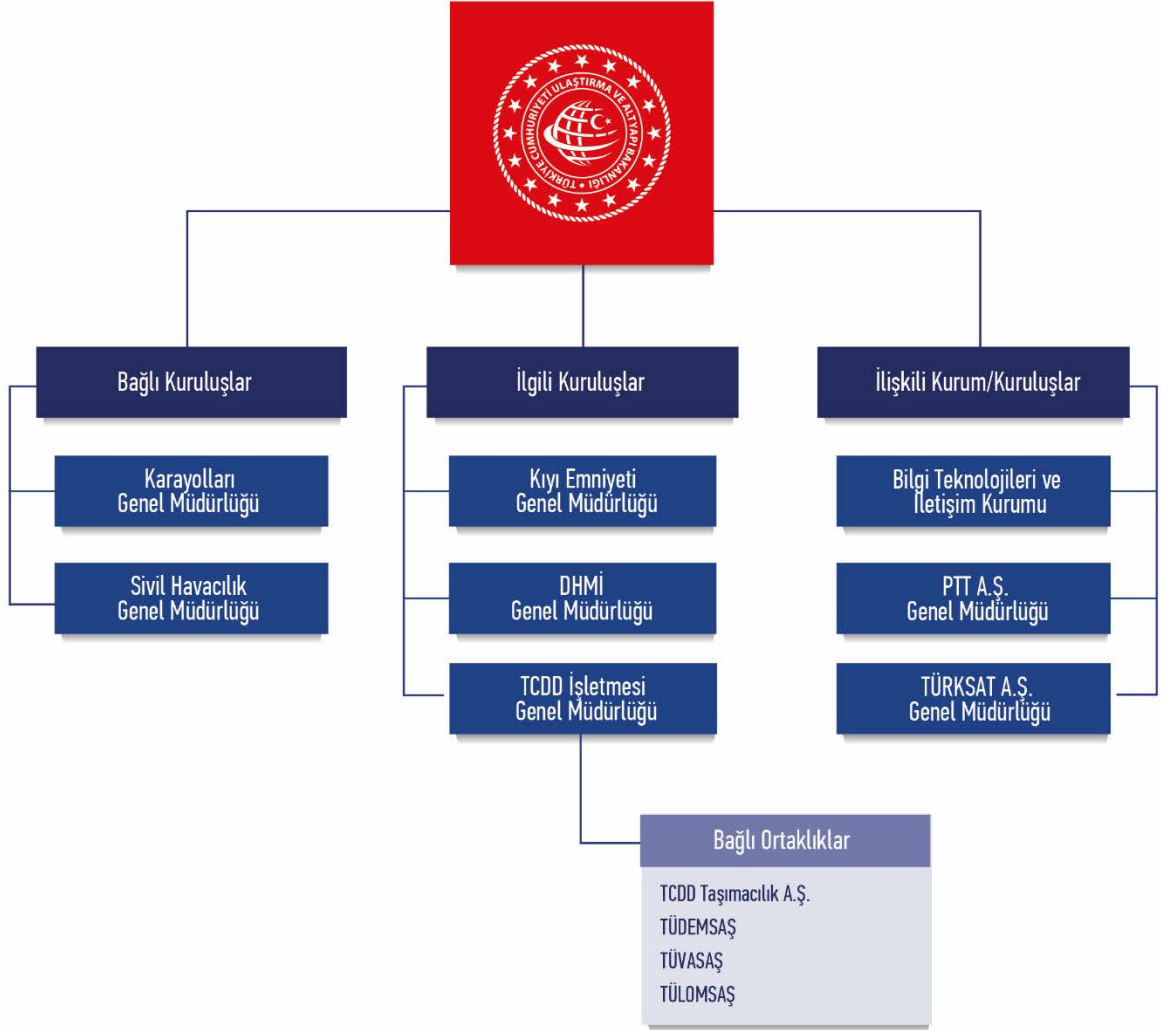 TÜRKİYE CUMHURİYETİ ULAŞTIRMA VE ALTYAPI BAKANLIĞI
Bağlı Kuruluşlar
Karayolları
Genel Müdürlüğü
Sivil Havacılık
Genel Müdürlüğü
İlgili Kuruluşlar
Kıyı Emniyeti
Genel Müdürlüğü
DHMİ
Genel Müdürlüğü
TCDD İşletmesi
Genel Müdürlüğü
Bağlı Ortaklıklar
TCDD Taşımacılık A.Ş.
TÜDEMSAŞ
TÜVASAŞ
TÜLOMSAŞ
İlişkili Kurum/Kuruluşlar
Bilgi Teknolojileri ve
İletişim Kurumu
PTT A.Ş.
Genel Müdürlüğü
TÜRKSAT A.Ş.
Genel Müdürlüğü